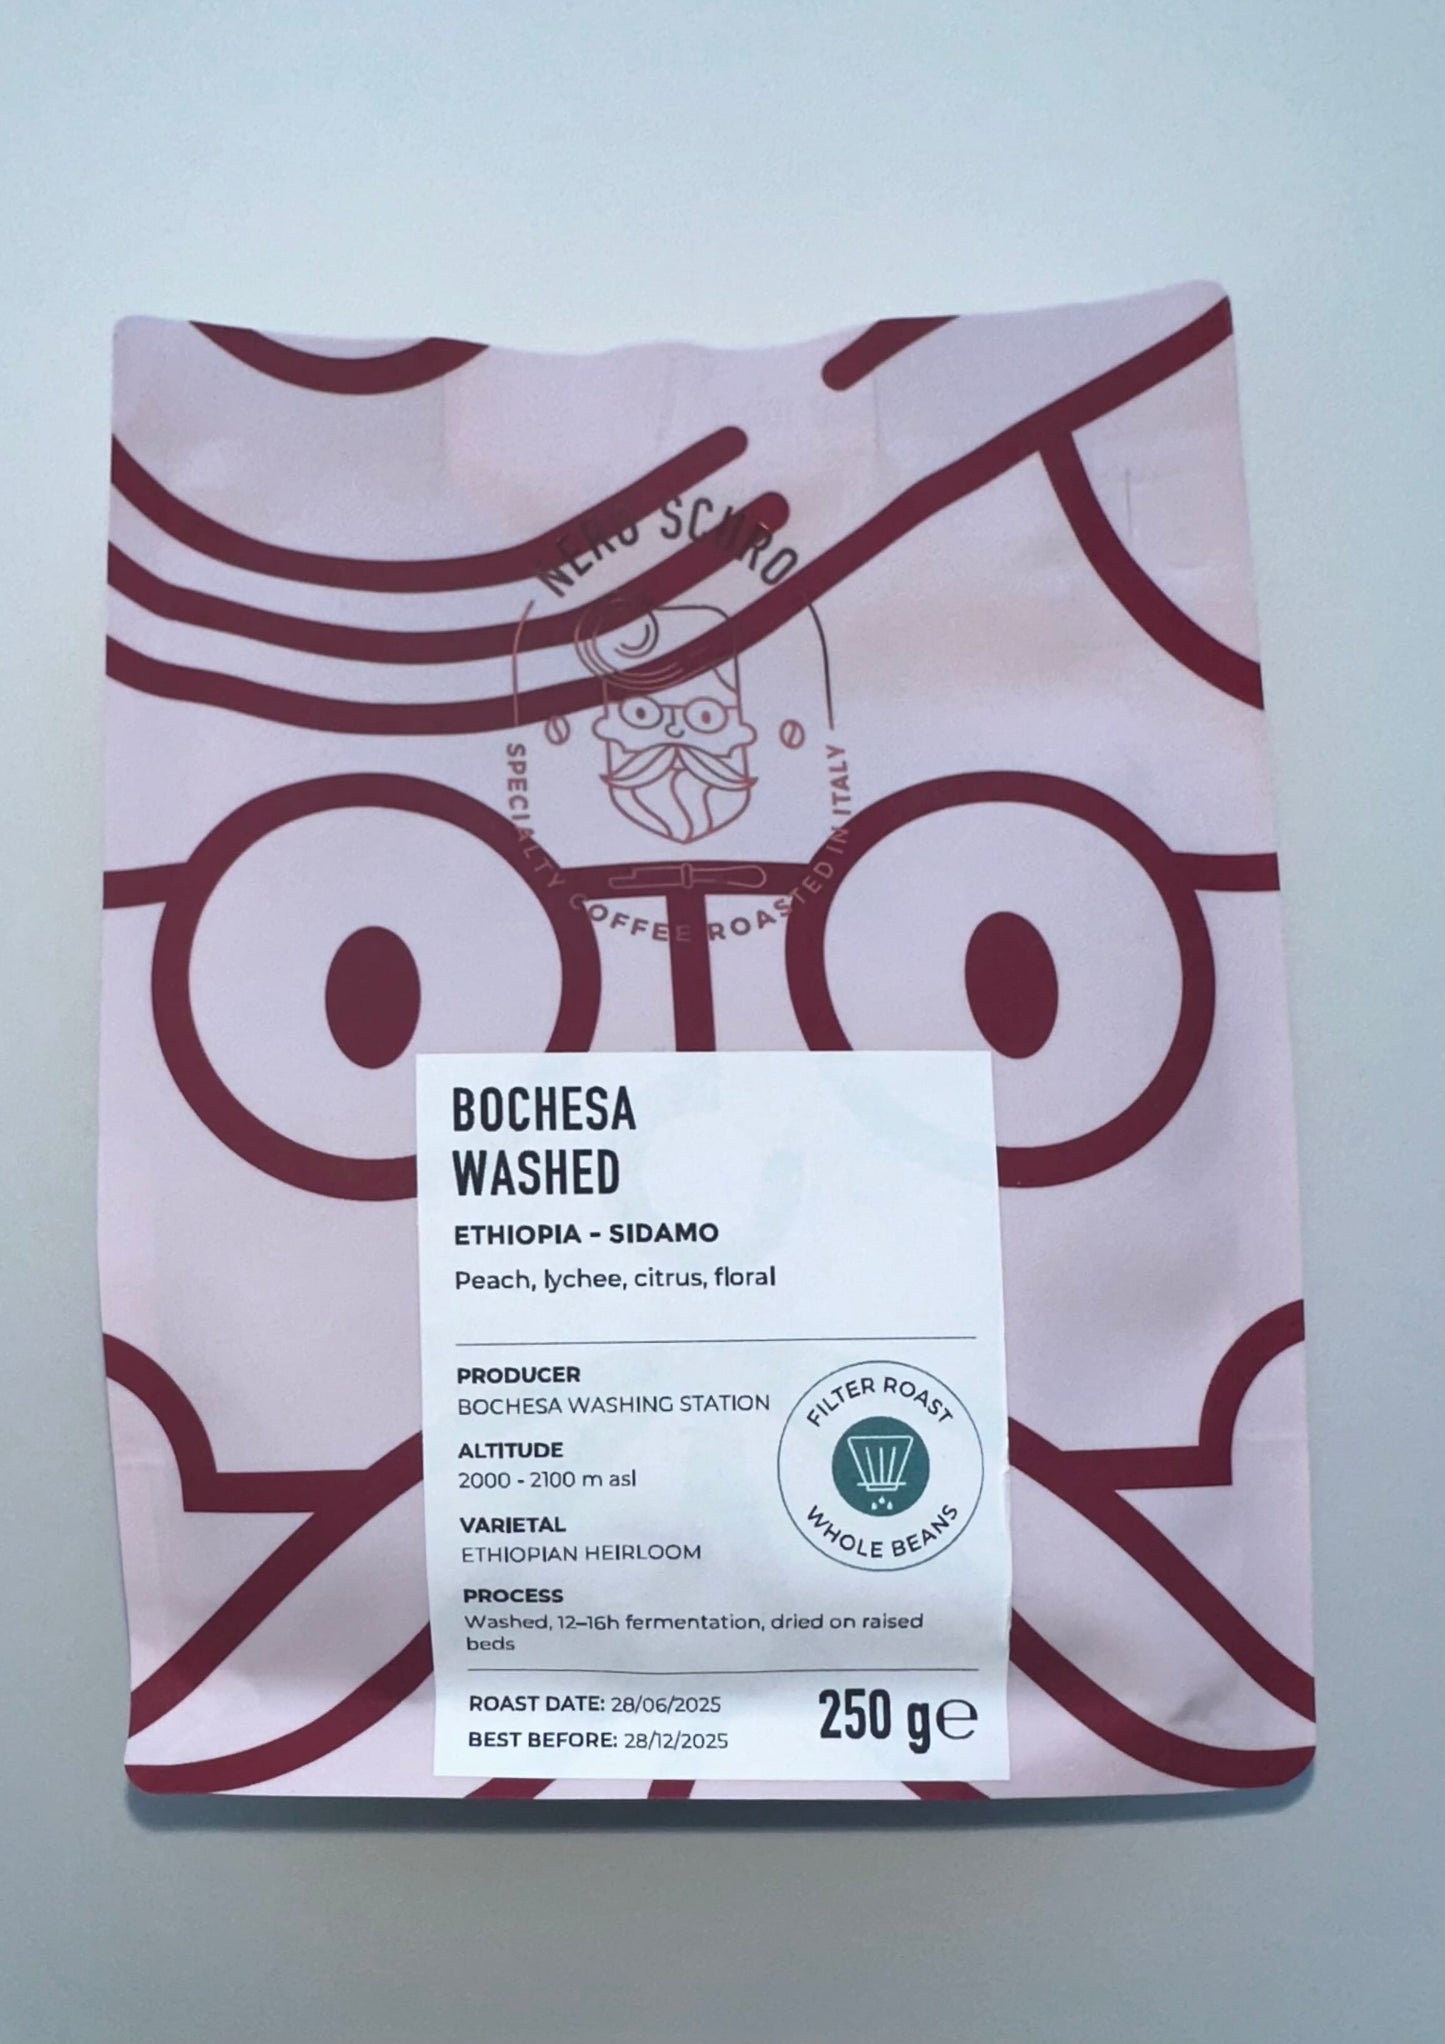 NERO SCURO
SPECIALTY COFFEE ROASTED IN ITALY
BOCHESA
WASHED
ETHIOPIA - SIDAMO
Peach, lychee, citrus, floral
PRODUCER
BOCHESA WASHING STATION
ALTITUDE
2000 - 2100 m asl
VARIETAL
ETHIOPIAN HEIRLOOM
FILTER ROAST
WHOLE BEANS
PROCESS
Washed, 12–16h fermentation, dried on raised
beds
ROAST DATE: 28/06/2025
BEST BEFORE: 28/12/2025
250 g℮